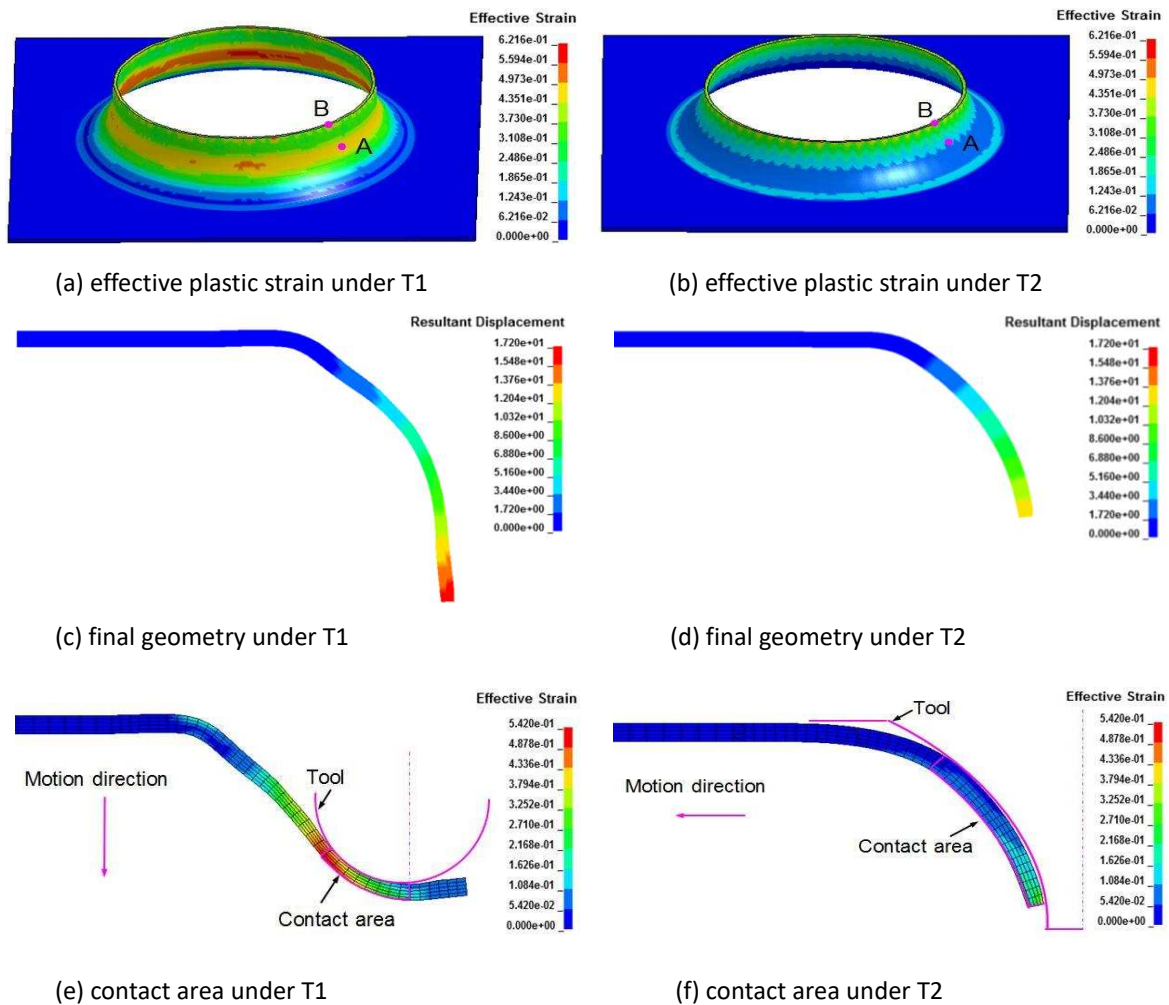 Effective Strain
6.216e-01
5.594e-01
4.973e-01
4.351e-01
3.730e-01
3.108e-01
2.486e-01
1.865e-01
1.243e-01
6.216e-02
0.000e+00
B
A
Effective Strain
6.216e-01
5.594e-01
4.973e-01
4.351e-01
3.730e-01
3.108e-01
2.486e-01
1.865e-01
1.243e-01
6.216e-02
0.000e+00
B
A
(a) effective plastic strain under T1
(b) effective plastic strain under T2
Resultant Displacement
1.720e+01
1.548e+01
1.376e+01
1.204e+01
1.032e+01
8.600e+00
6.880e+00
5.160e+00
3.440e+00
1.720e+00
0.000e+00
Resultant Displacement
1.720e+01
1.548e+01
1.376e+01
1.204e+01
1.032e+01
8.600e+00
6.880e+00
5.160e+00
3.440e+00
1.720e+00
0.000e+00
(c) final geometry under T1
(d) final geometry under T2
Effective Strain
5.420e-01
4.878e-01
4.336e-01
3.794e-01
3.252e-01
2.710e-01
2.168e-01
1.626e-01
1.084e-01
5.420e-02
0.000e+00
Motion direction
Tool
Contact area
Effective Strain
5.420e-01
4.878e-01
4.336e-01
3.794e-01
3.252e-01
2.710e-01
2.168e-01
1.626e-01
1.084e-01
5.420e-02
0.000e+00
Tool
Motion direction
Contact area
(e) contact area under T1
(f) contact area under T2